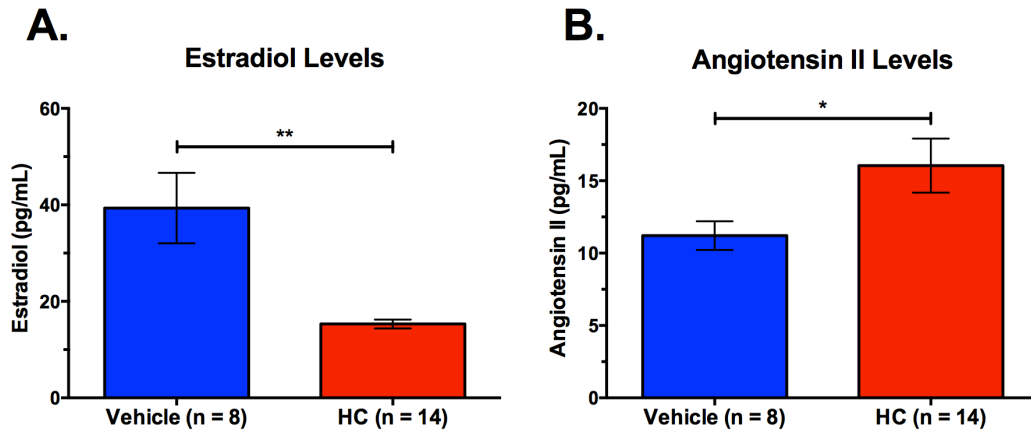 A.
Estradiol Levels
60
40
20
0
Estradiol (pg/mL)
**
Vehicle (n = 8)
HC (n = 14)
B.
Angiotensin II Levels
20
15
10
5
0
Angiotensin II (pg/mL)
*
Vehicle (n = 8)
HC (n = 14)